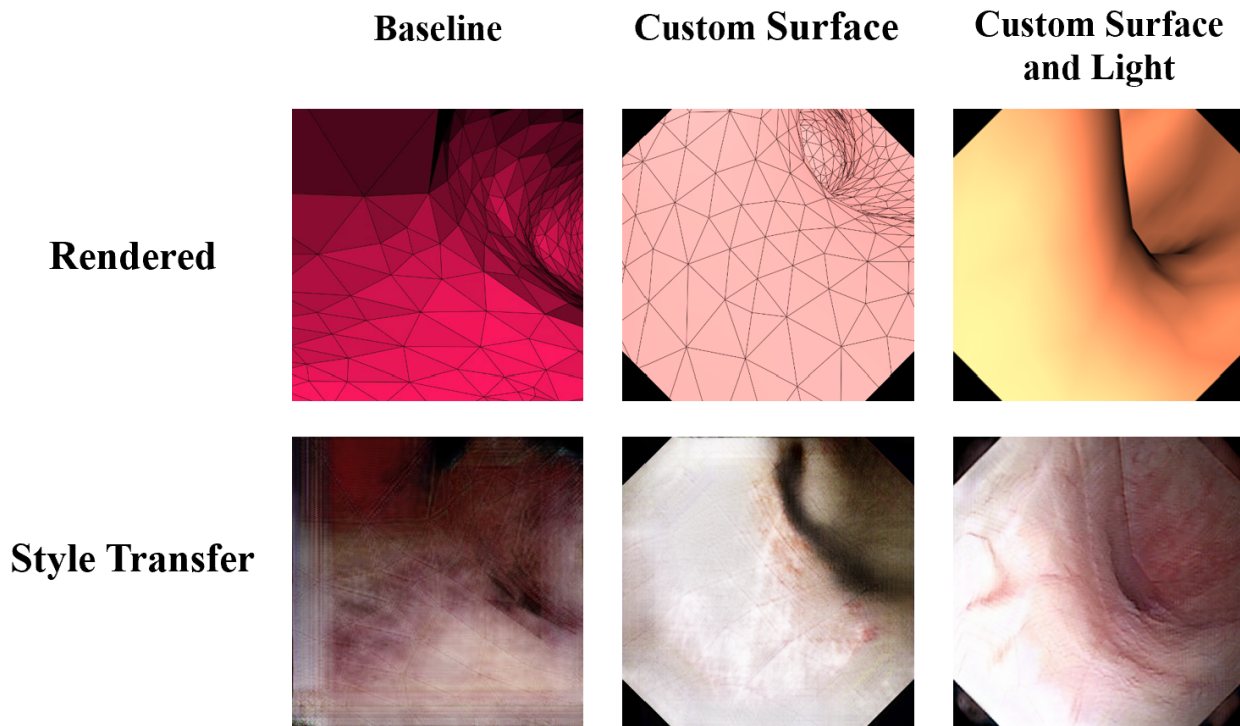 Baseline
Custom Surface
Custom Surface
and Light
Rendered
Style Transfer